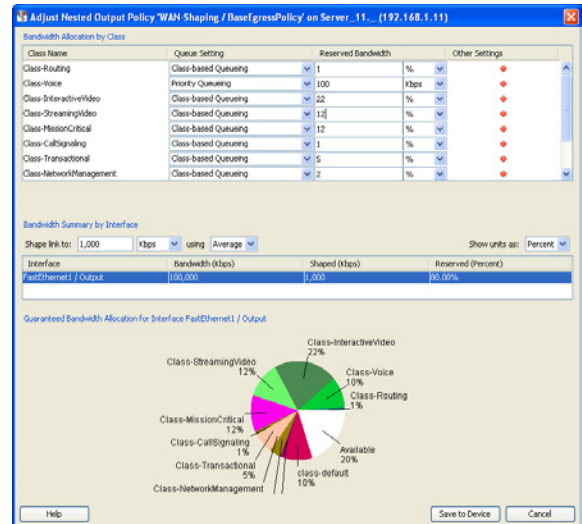 Adjust Nested Output Policy 'WAN-Shaping / BaseEgressPolicy' on Server_11._ (192.168.1.11)
Bandwidth Allocation by Class
Class Name Queue Setting Reserved Bandwidth Other Settings
Class-Routing Class-based Queueing 1 %
Class-Voice Priority Queueing 100 Kbps
Class-InteractiveVideo Class-based Queueing 22 %
Class-StreamingVideo Class-based Queueing 12 %
Class-MissionCritical Class-based Queueing 12 %
Class-CallSignaling Class-based Queueing 1 %
Class-Transactional Class-based Queueing 5 %
Class-NetworkManagement Class-based Queueing 2 %
Bandwidth Summary by Interface
Shape link to: 1,000 Kbps using Average Show units as: Percent
Interface Bandwidth (Kbps) Shaped (Kbps) Reserved (Percent)
FastEthernet1 / Output 100,000 1,000 80.00%
Guaranteed Bandwidth Allocation for Interface FastEthernet1 / Output
Class-InteractiveVideo
22%
Class-StreamingVideo
12%
Class-Voice
10%
Class-Routing
1%
Class-MissionCritical
12%
Class-CallSignaling
1%
Available
20%
Class-Transactional
5%
class-default
10%
Class-NetworkManagement
Help Save to Device Cancel